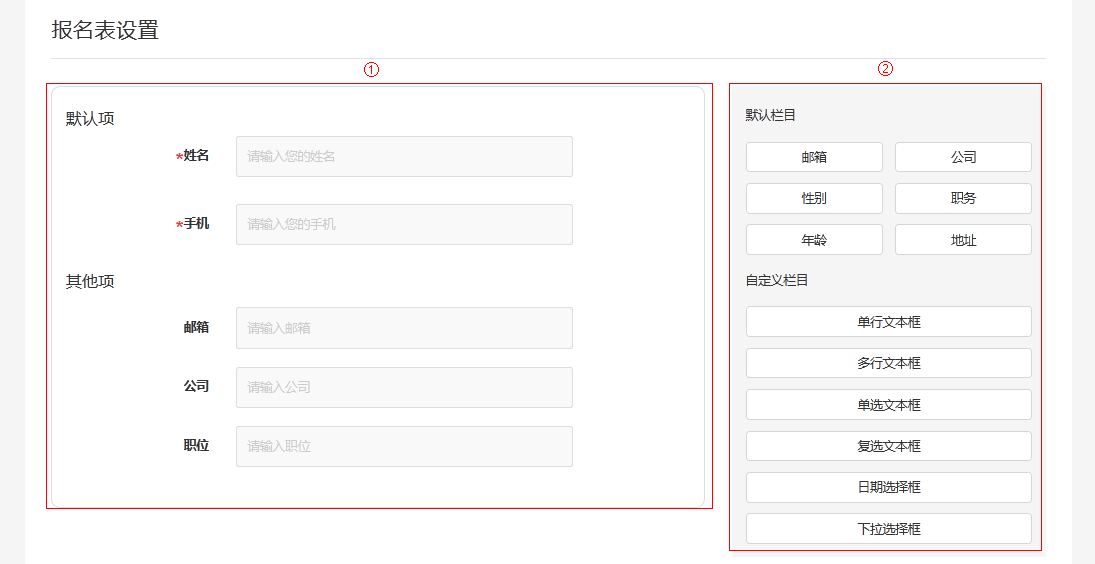 报名表设置
①
②
默认项
*姓名 请输入您的姓名
*手机 请输入您的手机
其他项
邮箱 请输入邮箱
公司 请输入公司
职位 请输入职位
默认栏目
邮箱 公司
性别 职务
年龄 地址
自定义栏目
单行文本框
多行文本框
单选文本框
复选文本框
日期选择框
下拉选择框